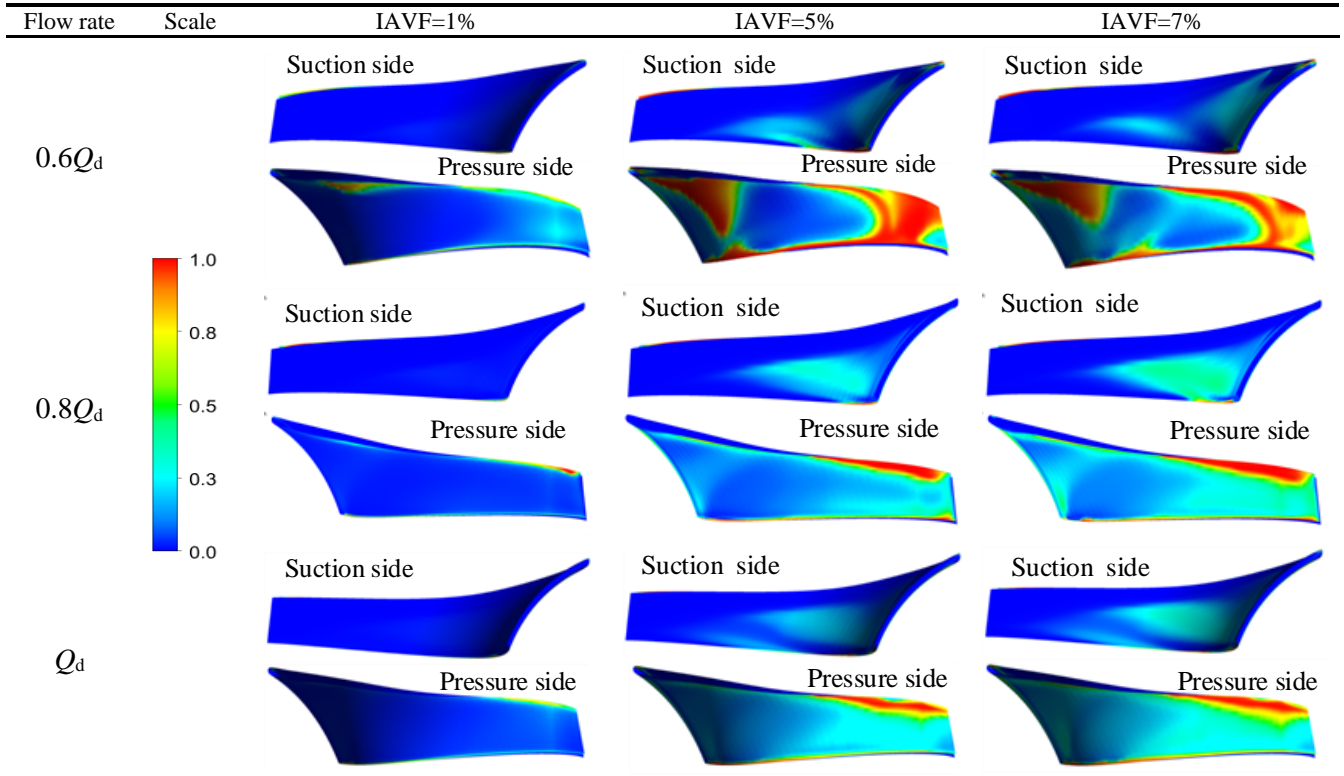 Flow rate Scale IAVF=1% IAVF=5% IAVF=7%
Suction side Suction side Suction side
0.6Qd
Pressure side Pressure side Pressure side
1.0
0.8
0.5
0.3
0.0
Suction side Suction side Suction side
0.8Qd
Pressure side Pressure side Pressure side
Suction side Suction side Suction side
Qd
Pressure side Pressure side Pressure side